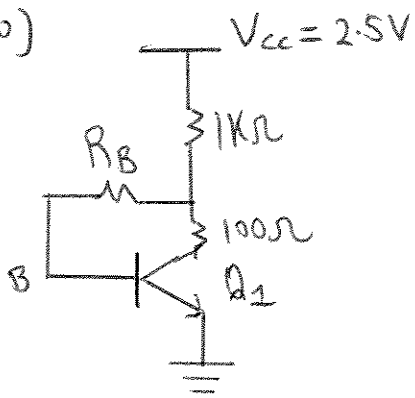 b)
Vcc = 2.5V
1KΩ
RB
100Ω
B
Q1